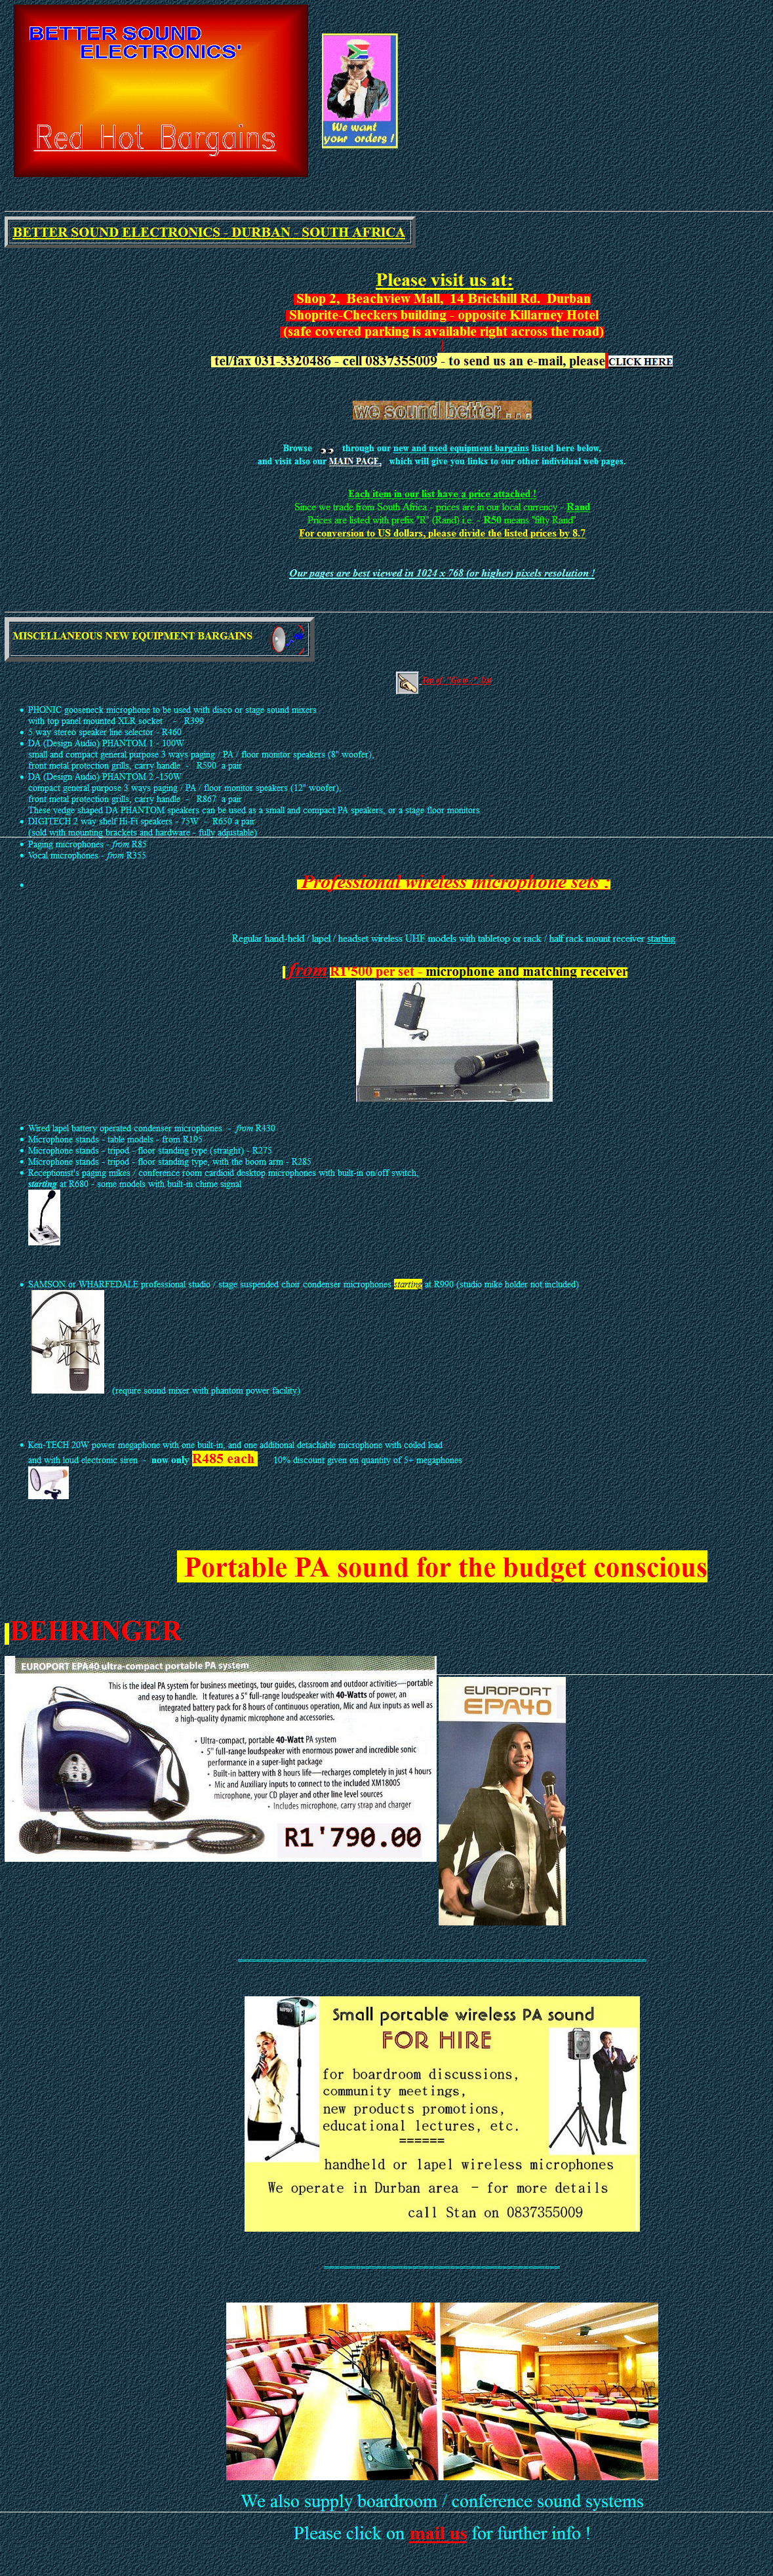 BETTER SOUND
ELECTRONICS'
Red Hot Bargains
We want
your orders !
BETTER SOUND ELECTRONICS - DURBAN - SOUTH AFRICA
Please visit us at:
Shop 2, Beachview Mall, 14 Brickhill Rd. Durban
Shoprite-Checkers building - opposite Killarney Hotel
(safe covered parking is available right across the road)
tel/fax 031-3320486 - cell 0837355009 - to send us an e-mail, please CLICK HERE
we sound better . . .
Browse through our new and used equipment bargains listed here below,
and visit also our MAIN PAGE, which will give you links to our other individual web pages.
Each item in our list have a price attached !
Since we trade from South Africa - prices are in our local currency - Rand
Prices are listed with prefix "R" (Rand) i.e. - R50 means "fifty Rand"
For conversion to US dollars, please divide the listed prices by 8.7
Our pages are best viewed in 1024 x 768 (or higher) pixels resolution !
MISCELLANEOUS NEW EQUIPMENT BARGAINS
PHONIC gooseneck microphone to be used with disco or stage sound mixers
with top panel mounted XLR socket - R399
5 way stereo speaker line selector - R460
DA (Design Audio) PHANTOM 1 - 100W
small and compact general purpose 3 ways paging / PA / floor monitor speakers (8" woofer),
front metal protection grills, carry handle - R590 a pair
DA (Design Audio) PHANTOM 2 -150W
compact general purpose 3 ways paging / PA / floor monitor speakers (12" woofer),
front metal protection grills, carry handle - R867 a pair
These vedge shaped DA PHANTOM speakers can be used as a small and compact PA speakers, or a stage floor monitors
DIGITECH 2 way shelf Hi-Fi speakers - 75W - R650 a pair
(sold with mounting brackets and hardware - fully adjustable)
Paging microphones - from R85
Vocal microphones - from R355
Professional wireless microphone sets :
Regular hand-held / lapel / headset wireless UHF models with tabletop or rack / half rack mount receiver starting
from R1'500 per set - microphone and matching receiver
Wired lapel battery operated condenser microphones - from R430
Microphone stands - table models - from R195
Microphone stands - tripod - floor standing type (straight) - R275
Microphone stands - tripod - floor standing type, with the boom arm - R285
Receptionist's paging mikes / conference room cardioid desktop microphones with built-in on/off switch,
starting at R680 - some models with built-in chime signal
SAMSON or WHARFEDALE professional studio / stage suspended choir condenser microphones starting at R990 (studio mike holder not included)
(require sound mixer with phantom power facility)
Ken-TECH 20W power megaphone with one built-in, and one additional detachable microphone with coiled lead
and with loud electronic siren - now only R485 each 10% discount given on quantity of 5+ megaphones
Portable PA sound for the budget conscious
BEHRINGER
EUROPORT EPA40 ultra-compact portable PA system
This is the ideal PA system for business meetings, tour guides, classroom and outdoor activities—portable
and easy to handle. It features a 5" full-range loudspeaker with 40-Watts of power, an
integrated battery pack for 8 hours of continuous operation, Mic and Aux inputs as well as
a high-quality dynamic microphone and accessories.
• Ultra-compact, portable 40-Watt PA system
• 5" full-range loudspeaker with enormous power and incredible sonic
performance in a super-light package
• Built-in battery with 8 hours life—recharges completely in just 4 hours
• Mic and Auxiliary inputs to connect to the included XM1800S
microphone, your CD player and other line level sources
• Includes microphone, carry strap and charger
R1'790.00
EUROPORT
EPA40
Small portable wireless PA sound
FOR HIRE
for boardroom discussions,
community meetings,
new products promotions,
educational lectures, etc.
======
handheld or lapel wireless microphones
We operate in Durban area - for more details
call Stan on 0837355009
We also supply boardroom / conference sound systems
Please click on mail us for further info !